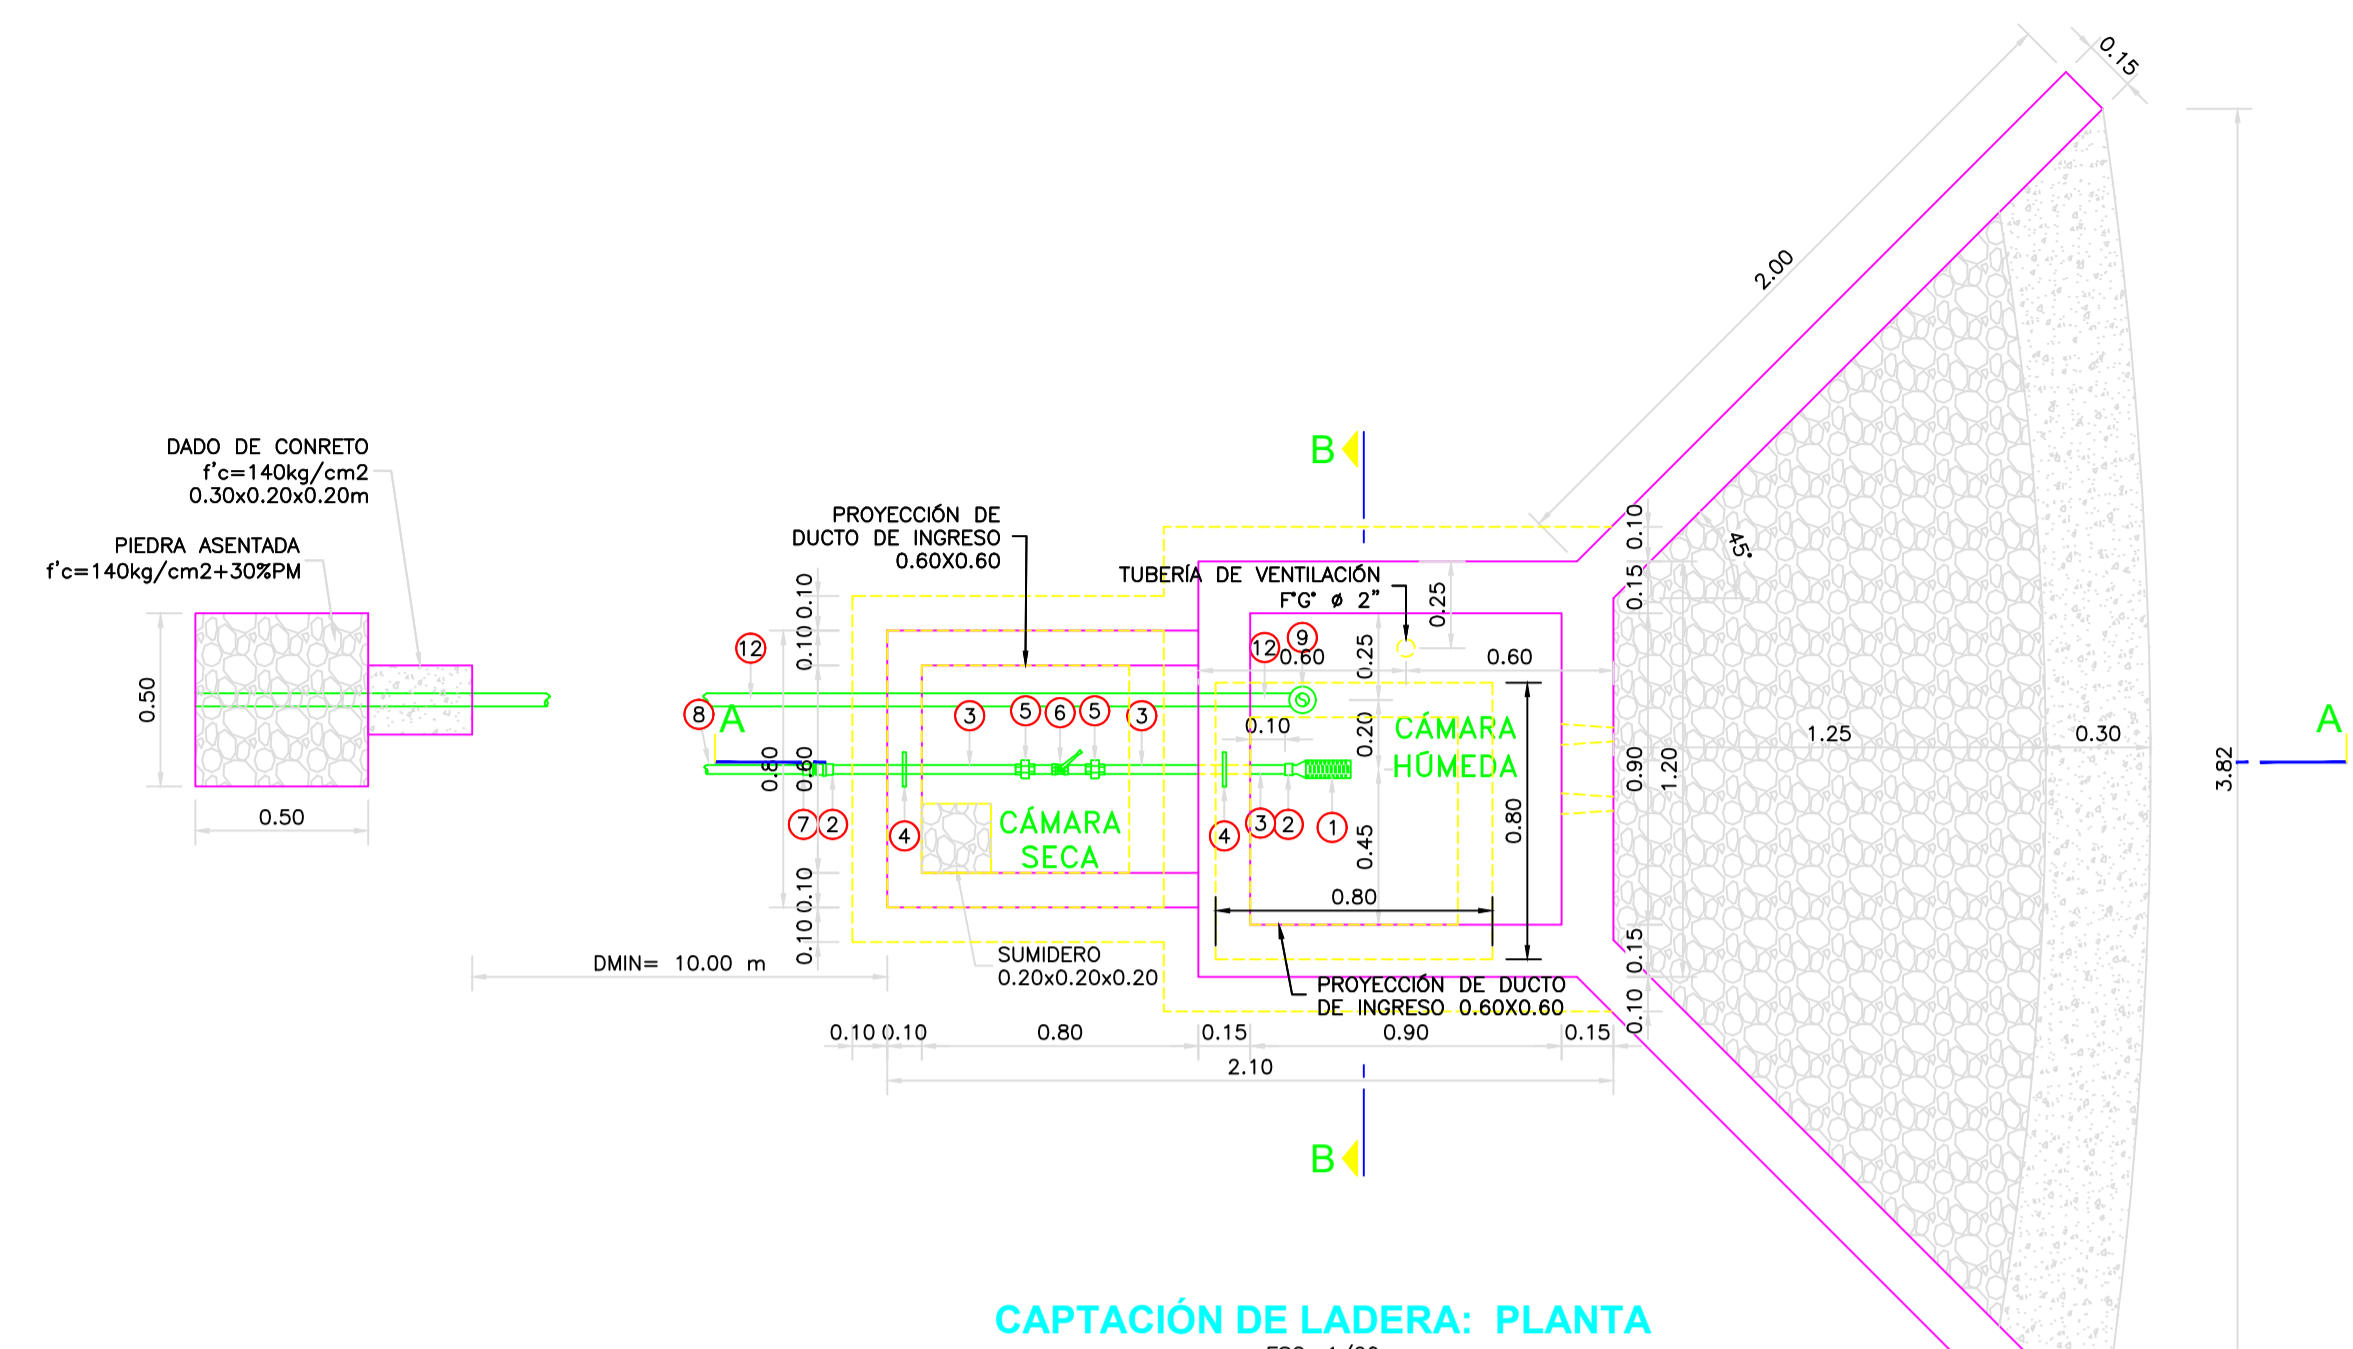 0.15
2.00
DADO DE CONRETO
f'c=140kg/cm2
0.30x0.20x0.20m
B
PROYECCIÓN DE
DUCTO DE INGRESO
0.60X0.60
0.10
45°
PIEDRA ASENTADA
f'c=140kg/cm2+30%PM
TUBERÍA DE VENTILACIÓN
F°G° ø 2"
0.10
0.15
0.25
12
0.10
12
9
0.60
0.25
0.60
0.50
8
A
3
5
6
5
3
0.10
0.20
CÁMARA
HÚMEDA
1.25
0.30
A
0.80
0.60
0.90
1.20
3.82
0.50
7
2
4
CÁMARA
SECA
4
3
2
1
0.45
0.80
0.10
0.80
0.10
0.15
DMIN= 10.00 m
SUMIDERO
0.20x0.20x0.20
PROYECCIÓN DE DUCTO
DE INGRESO 0.60X0.60
0.10
0.10
0.10
0.80
0.15
0.90
0.15
2.10
B
CAPTACIÓN DE LADERA: PLANTA